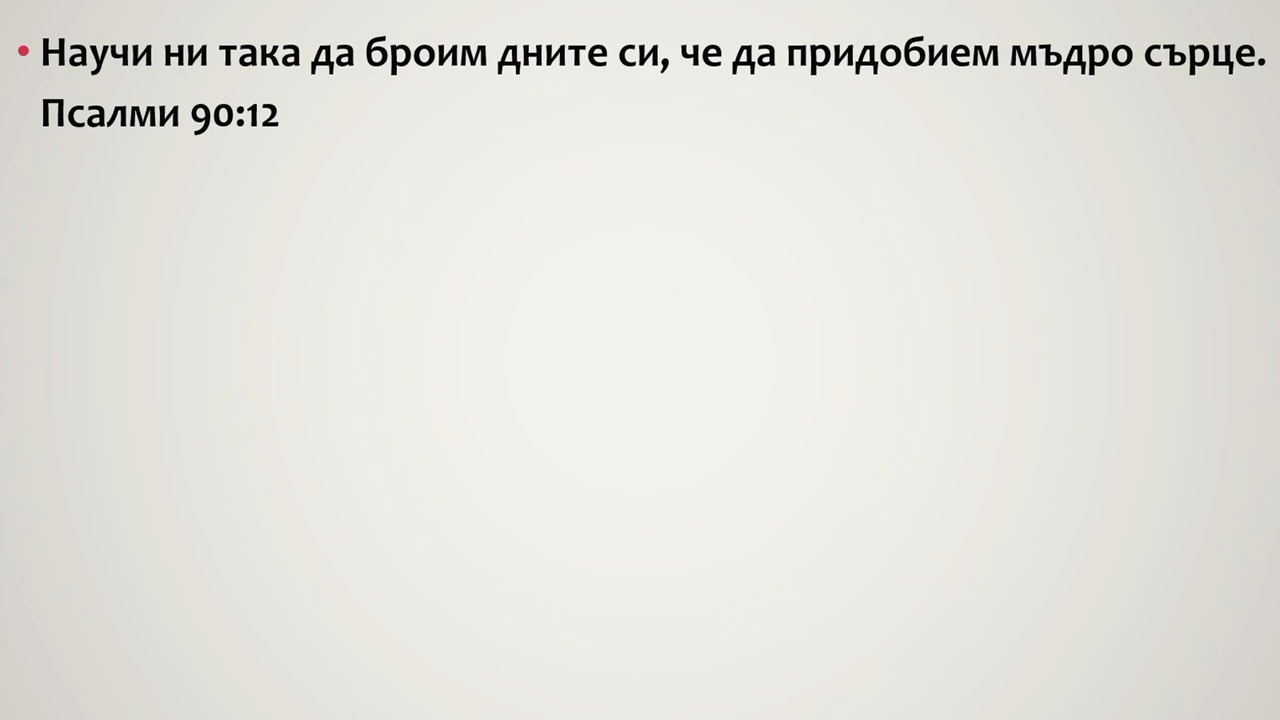 • Научи ни така да броим дните си, че да придобием мъдро сърце.
Псалми 90:12